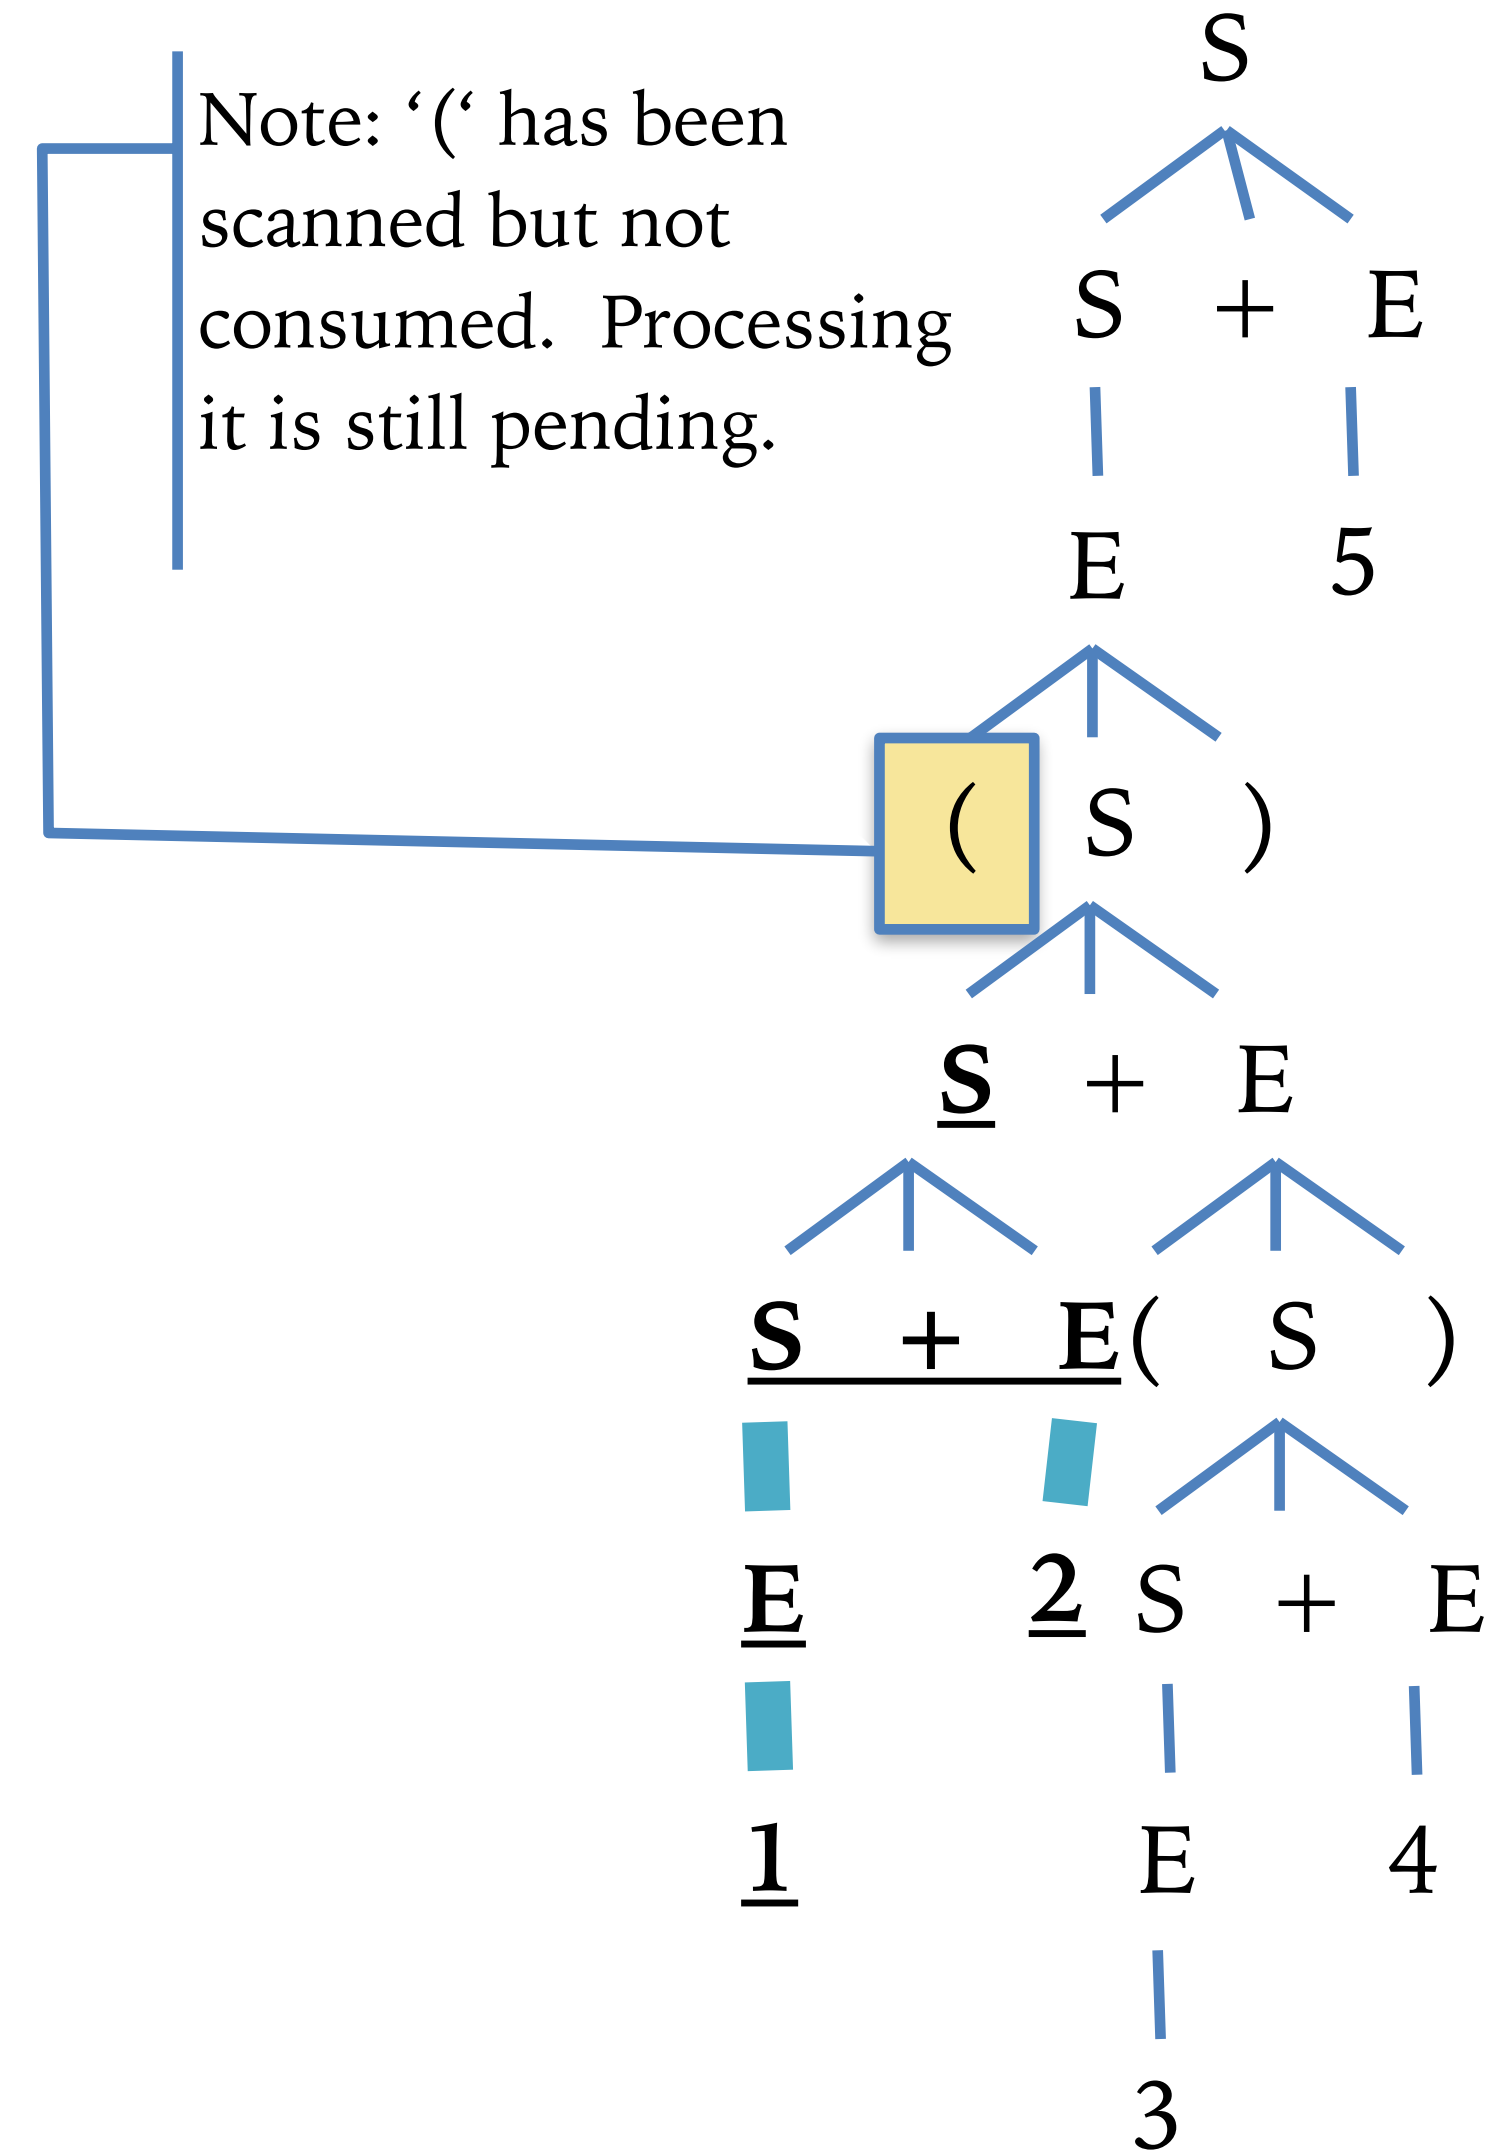 S
Note: ‘(‘ has been
scanned but not
consumed.  Processing
it is still pending.
S + E
E 5
( S )
S + E
S + E( S )
E 2 S + E
1 E 4
3